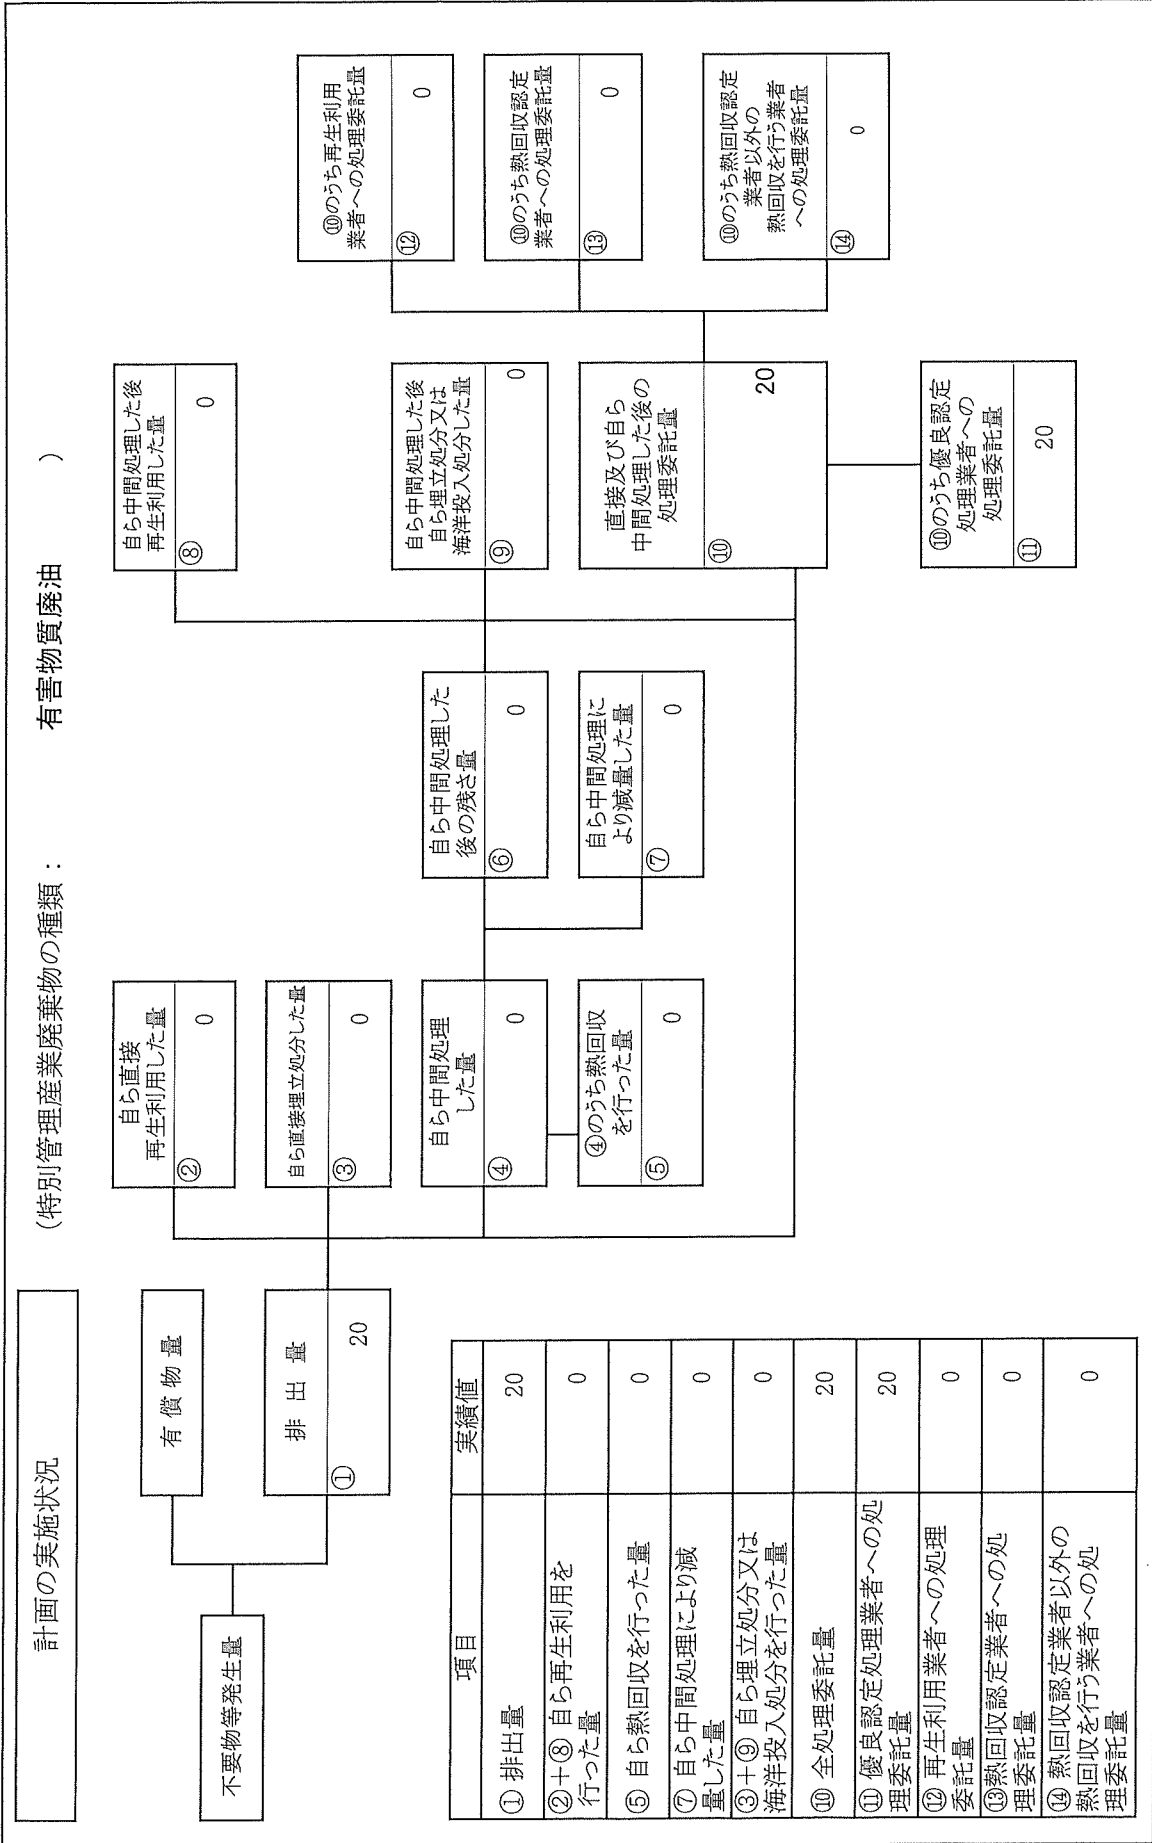 計画の実施状況
(特別管理産業廃棄物の種類： 有害物質廃油 )
不要物等発生量
有償物量
排出量
① 20
自ら直接
再生利用した量
② 0
自ら直接埋立処分した量
③ 0
自ら中間処理
した量
④ 0
④のうち熱回収
を行った量
⑤ 0
自ら中間処理した
後の残さ量
⑥ 0
自ら中間処理に
より減量した量
⑦ 0
自ら中間処理した後
再生利用した量
⑧ 0
自ら中間処理した後
自ら埋立処分又は
海洋投入処分した量
⑨ 0
直接及び自ら
中間処理した後の
処理委託量
⑩ 20
⑩のうち優良認定
処理業者への
処理委託量
⑪ 20
⑩のうち再生利用
業者への処理委託量
⑫ 0
⑩のうち熱回収認定
業者への処理委託量
⑬ 0
⑩のうち熱回収認定
業者以外の
熱回収を行う業者
への処理委託量
⑭ 0
項目 実績値
① 排出量 20
②＋⑧ 自ら再生利用を
行った量 0
⑤ 自ら熱回収を行った量 0
⑦ 自ら中間処理により減
量した量 0
③＋⑨ 自ら埋立処分又は
海洋投入処分を行った量 0
⑩ 全処理委託量 20
⑪ 優良認定処理業者への処
理委託量 20
⑫ 再生利用業者への処理
委託量 0
⑬熱回収認定業者への処
理委託量 0
⑭ 熱回収認定業者以外の
熱回収を行う業者への処
理委託量 0